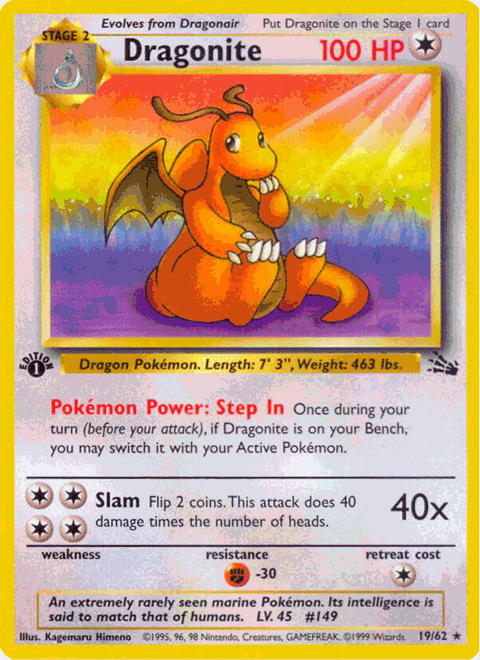 Evolves from Dragonair Put Dragonite on the Stage 1 card
STAGE 2
Dragonite 100 HP
EDITION
1
Dragon Pokémon. Length: 7' 3", Weight: 463 lbs.
Pokémon Power: Step In Once during your
turn (before your attack), if Dragonite is on your Bench,
you may switch it with your Active Pokémon.
Slam Flip 2 coins. This attack does 40
damage times the number of heads.
40x
weakness resistance retreat cost
-30
An extremely rarely seen marine Pokémon. Its intelligence is
said to match that of humans. LV. 45 #149
Illus. Kagemaru Himeno ©1995, 96, 98 Nintendo, Creatures, GAMEFREAK. ©1999 Wizards. 19/62 ★